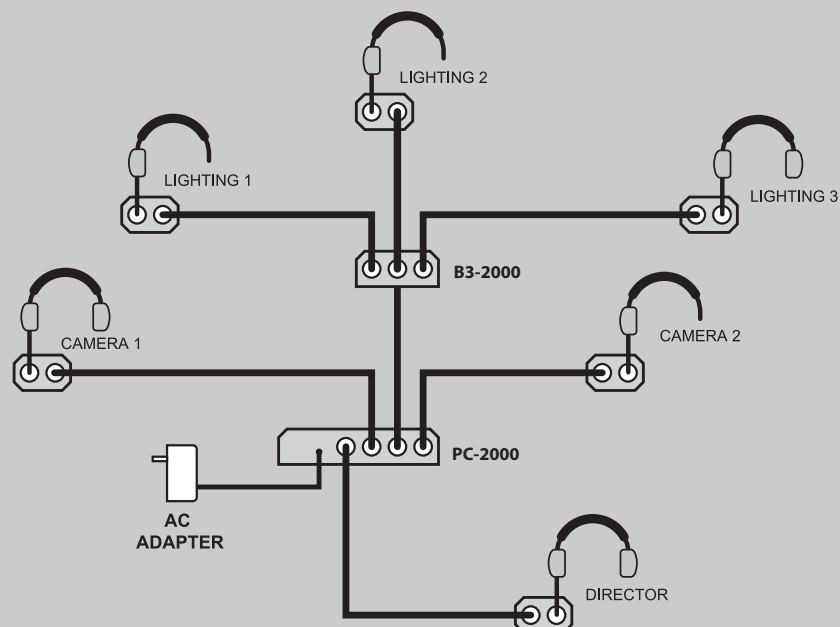 LIGHTING 2
LIGHTING 1
LIGHTING 3
B3-2000
CAMERA 1
CAMERA 2
PC-2000
AC
ADAPTER
DIRECTOR